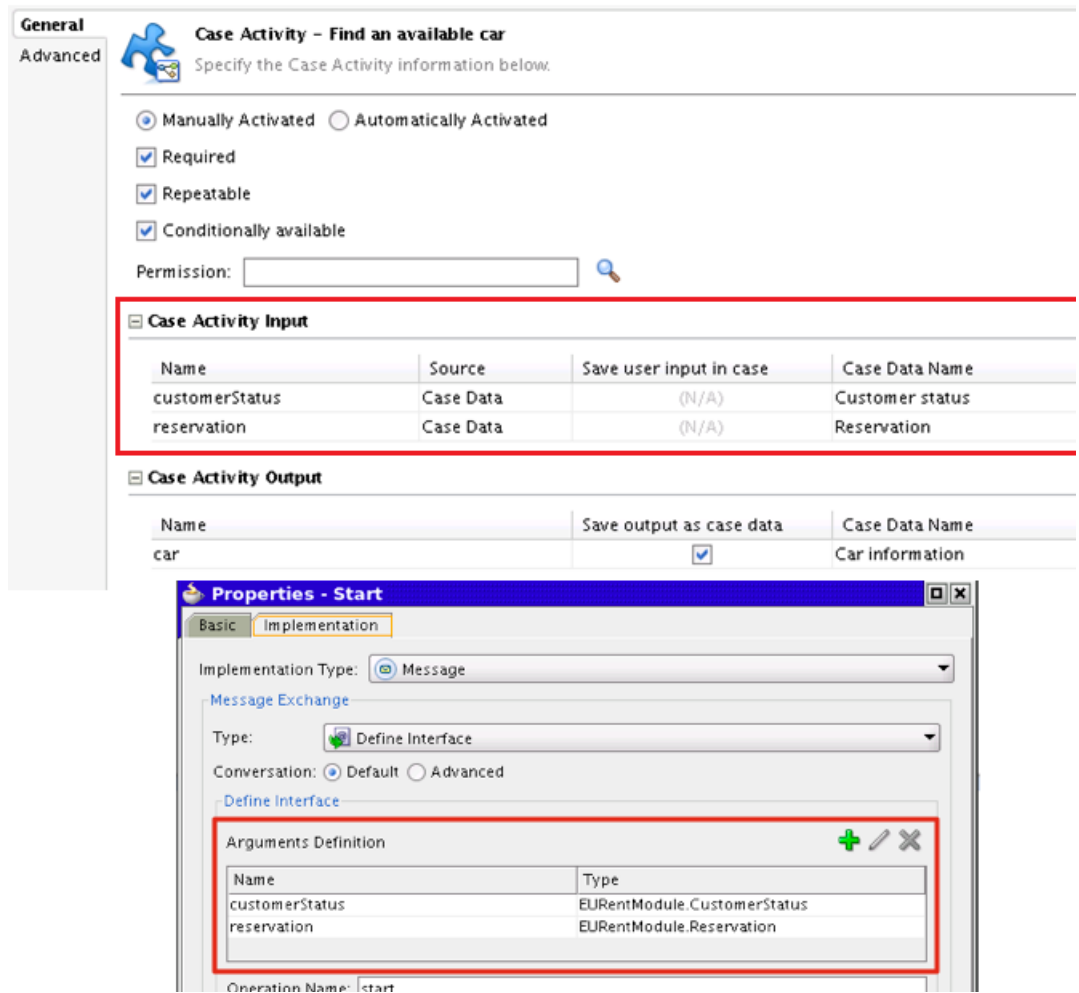 General
Advanced
Case Activity – Find an available car
Specify the Case Activity information below.
Manually Activated Automatically Activated
Required
Repeatable
Conditionally available
Permission:
Case Activity Input
Name Source Save user input in case Case Data Name
customerStatus Case Data (N/A) Customer status
reservation Case Data (N/A) Reservation
Case Activity Output
Name Save output as case data Case Data Name
car Car information
Properties - Start
Basic Implementation
Implementation Type: Message
Message Exchange
Type: Define Interface
Conversation: Default Advanced
Define Interface
Arguments Definition
Name Type
customerStatus EURentModule.CustomerStatus
reservation EURentModule.Reservation
Operation Name: start